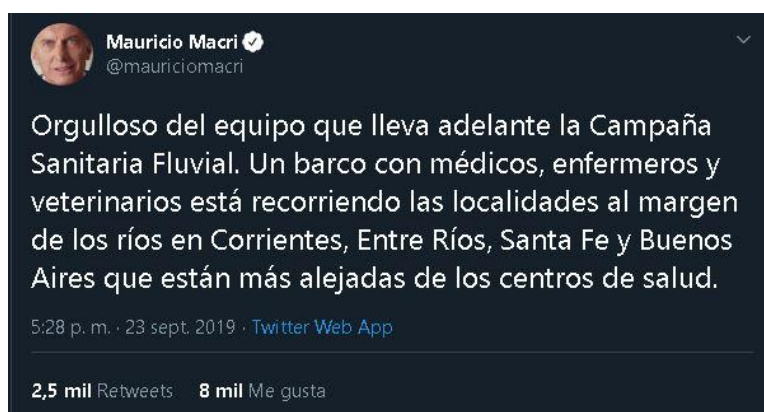 Mauricio Macri
@mauriciomacri
Orgulloso del equipo que lleva adelante la Campaña
Sanitaria Fluvial. Un barco con médicos, enfermeros y
veterinarios está recorriendo las localidades al margen
de los ríos en Corrientes, Entre Ríos, Santa Fe y Buenos
Aires que están más alejadas de los centros de salud.
5:28 p. m. · 23 sept. 2019 · Twitter Web App
2,5 mil Retweets 8 mil Me gusta